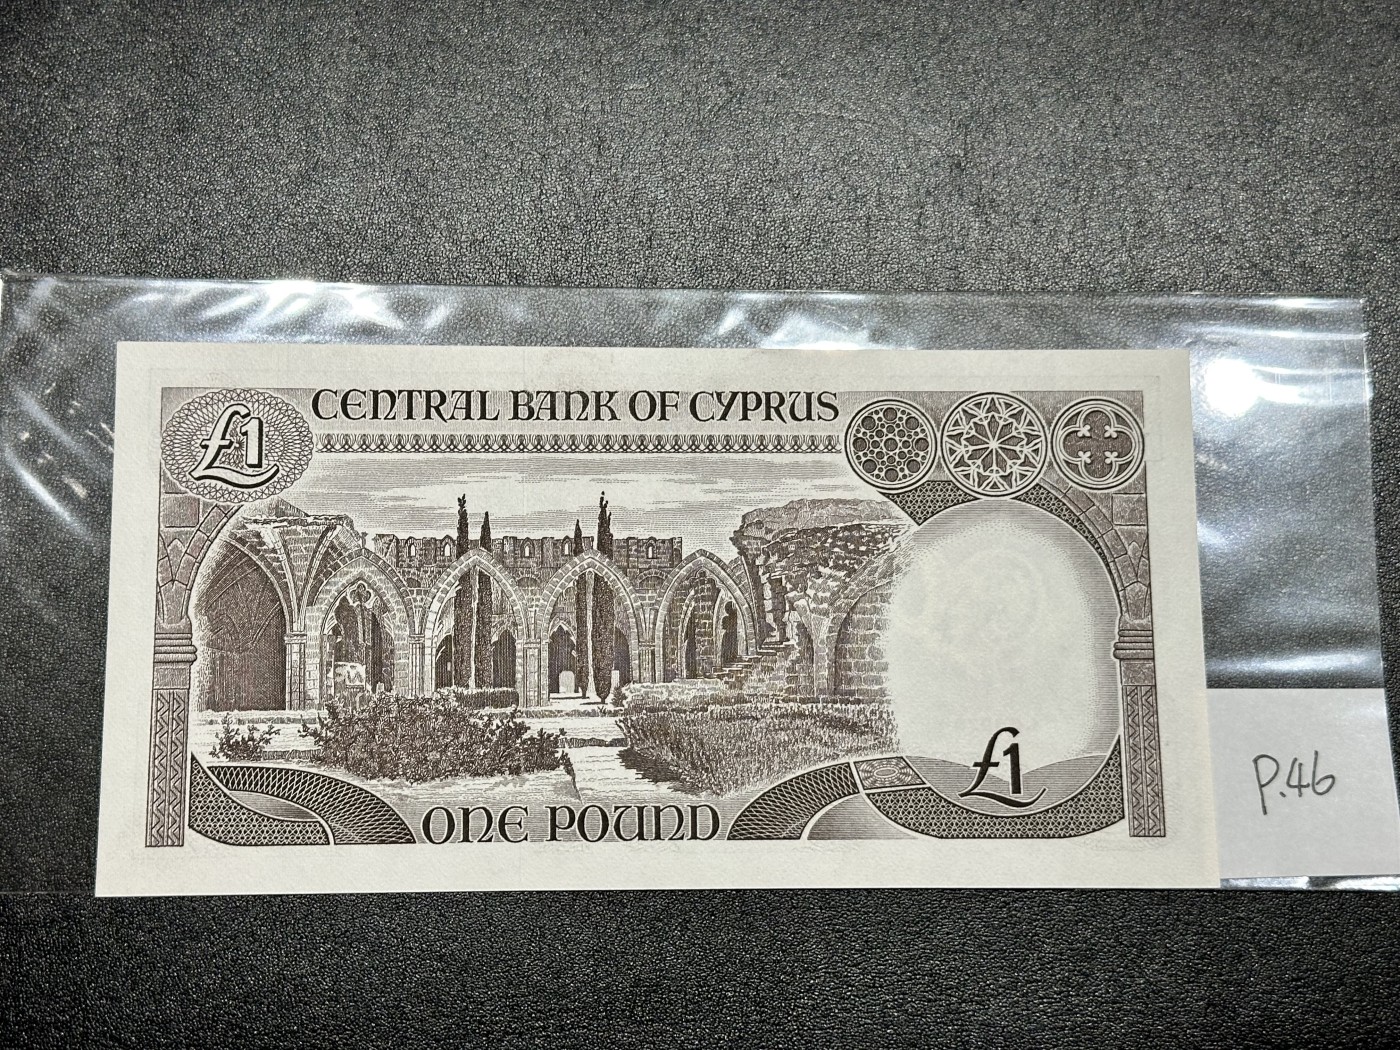 CENTRAL BANK OF CYPRUS
£1
£1
ONE POUND
P.46